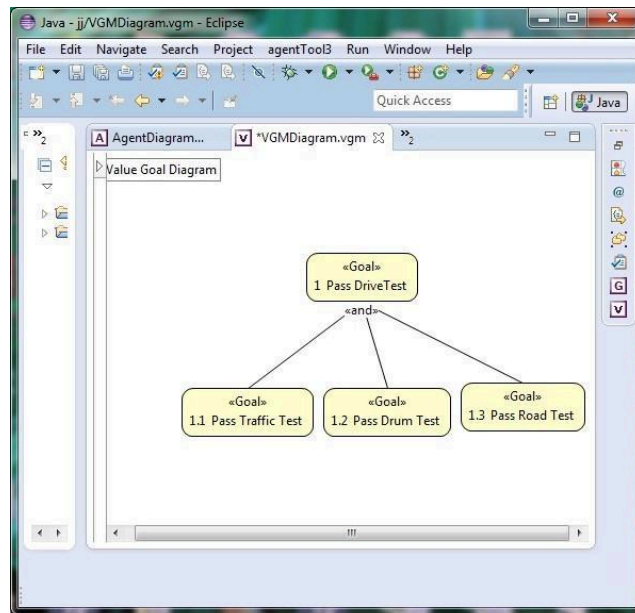 Java - jj/VGMDiagram.vgm - Eclipse
File Edit Navigate Search Project agentTool3 Run Window Help
Quick Access
Java
»2
AgentDiagram...
*VGMDiagram.vgm
»2
Value Goal Diagram
«Goal»
1 Pass DriveTest
«and»
«Goal»
1.1 Pass Traffic Test
«Goal»
1.2 Pass Drum Test
«Goal»
1.3 Pass Road Test